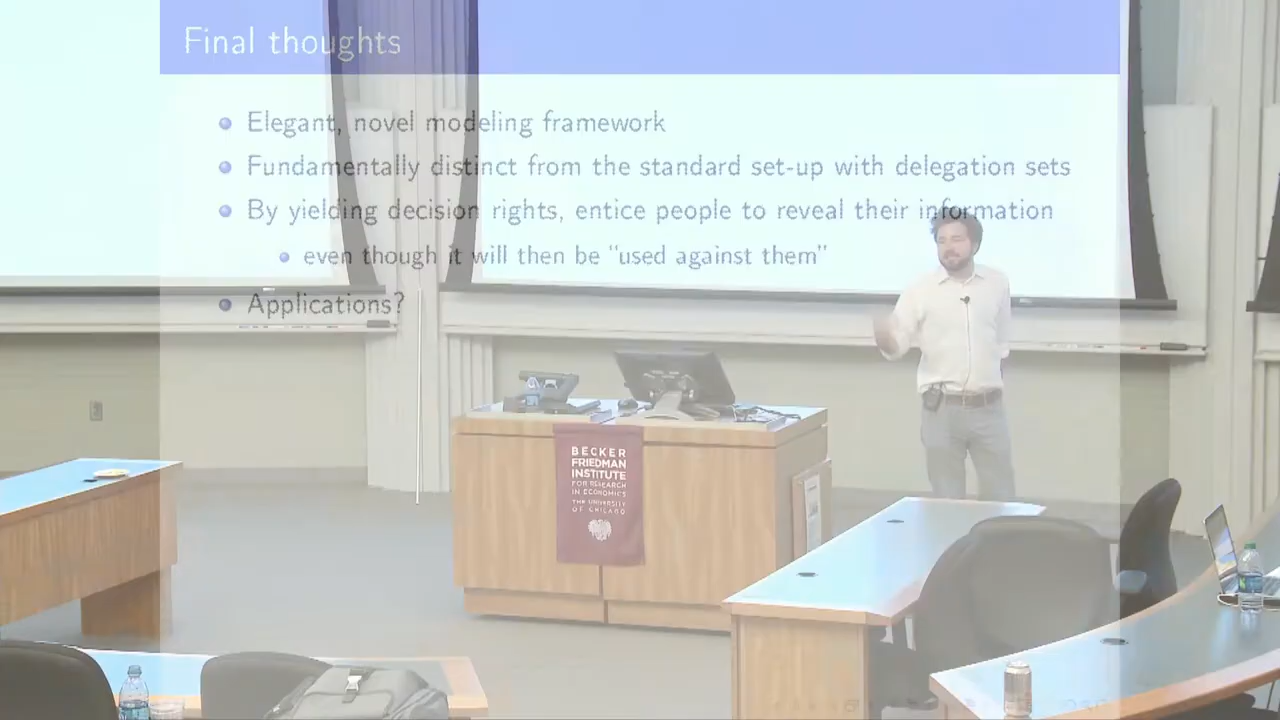 Final thoughts
Elegant, novel modeling framework
Fundamentally distinct from the standard set-up with delegation sets
By yielding decision rights, entice people to reveal their information
even though it will then be "used against them"
Applications?
BECKER
FRIEDMAN
INSTITUTE
FOR RESEARCH
IN ECONOMICS
THE UNIVERSITY
OF CHICAGO